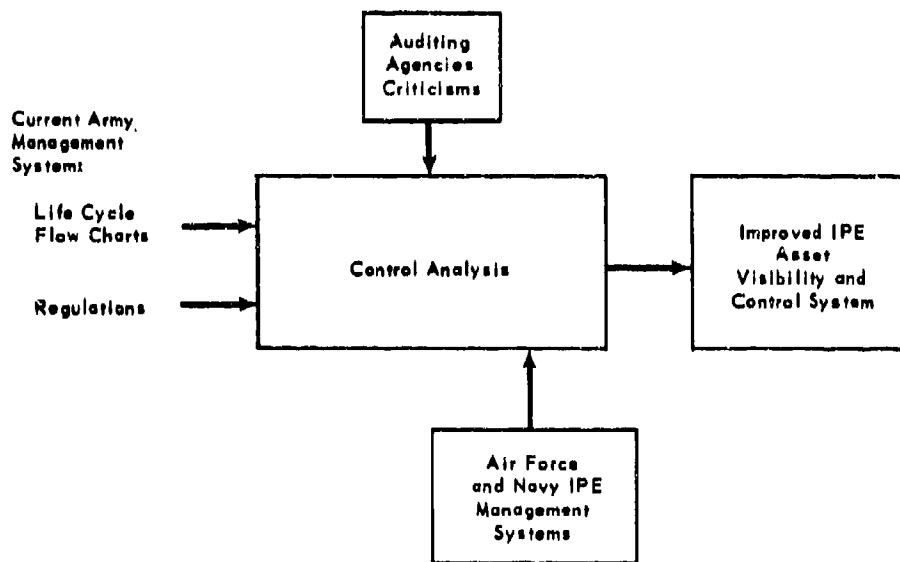 Auditing
Agencies
Criticisms
Current Army
Management
System:
Life Cycle
Flow Charts
Regulations
Control Analysis
Improved IPE
Asset
Visibility and
Control System
Air Force
and Navy IPE
Management
Systems